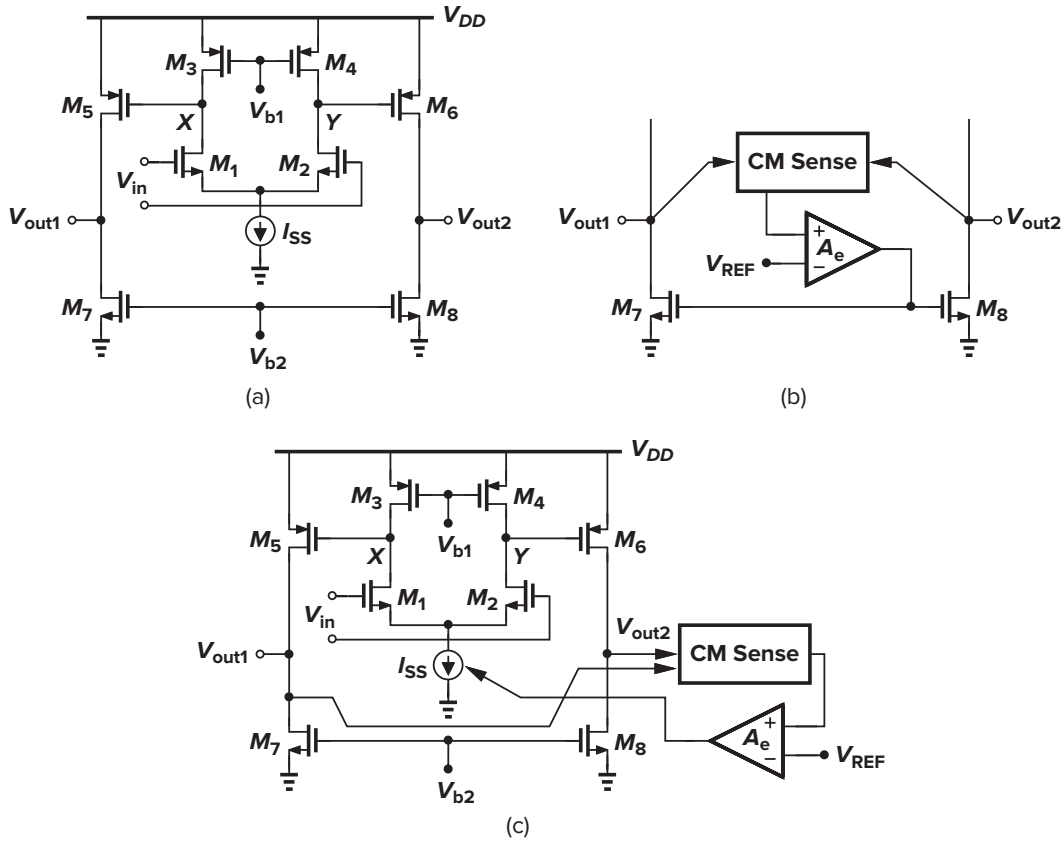 V_DD
M_3
M_4
M_5
X
V_b1
Y
M_6
M_1
M_2
V_in
V_out1
I_SS
V_out2
M_7
V_b2
M_8
(a)
CM Sense
V_out1
V_out2
+
A_e
−
V_REF
M_7
M_8
(b)
V_DD
M_3
M_4
M_5
X
V_b1
Y
M_6
M_1
M_2
V_in
V_out2
V_out1
I_SS
CM Sense
M_7
V_b2
M_8
+
A_e
−
V_REF
(c)